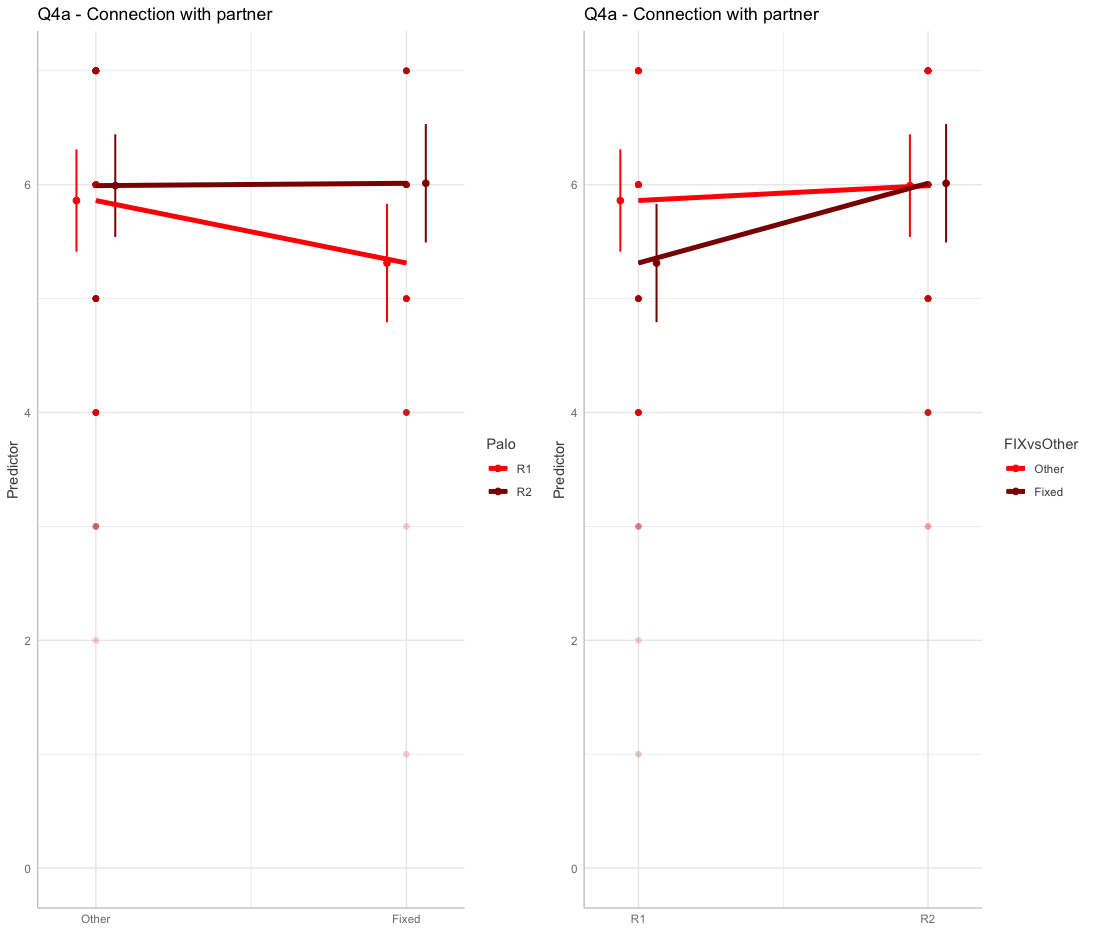 Q4a - Connection with partner
Predictor
6
4
2
0
Other
Fixed
Palo
R1
R2
Q4a - Connection with partner
Predictor
6
4
2
0
R1
R2
FIXvsOther
Other
Fixed